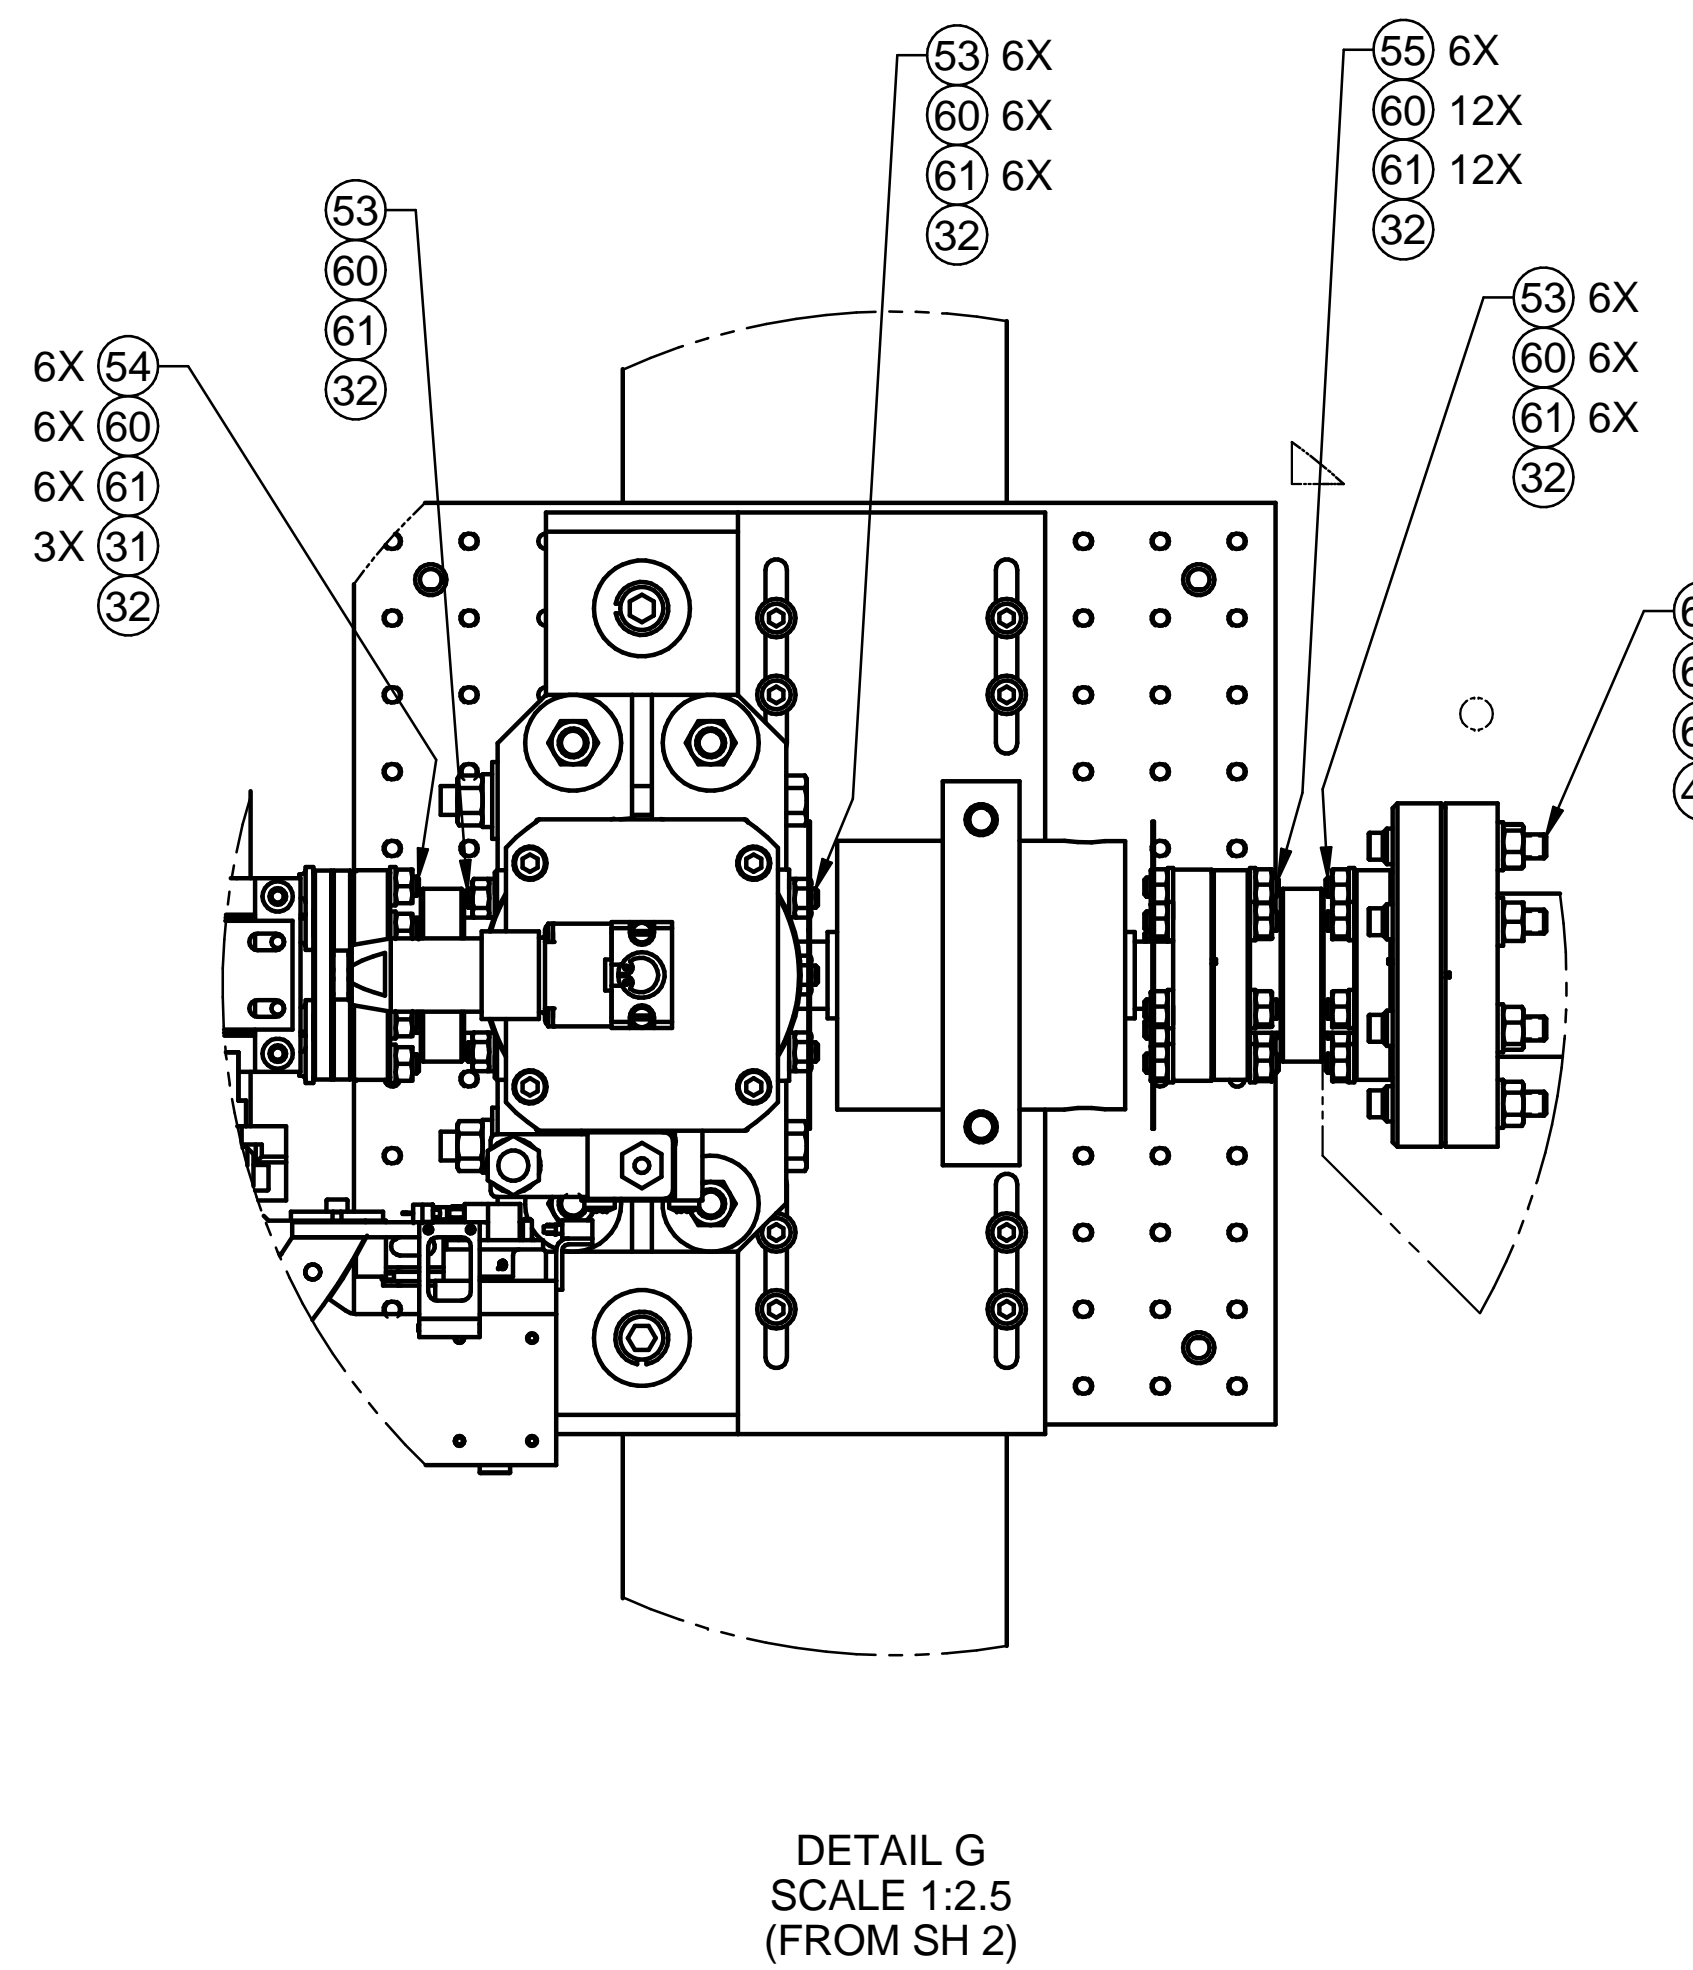 53 6X
60 6X
61 6X
32
55 6X
60 12X
61 12X
32
53
60
61
32
53 6X
60 6X
61 6X
32
6X 54
6X 60
6X 61
3X 31
32
DETAIL G
SCALE 1:2.5
(FROM SH 2)